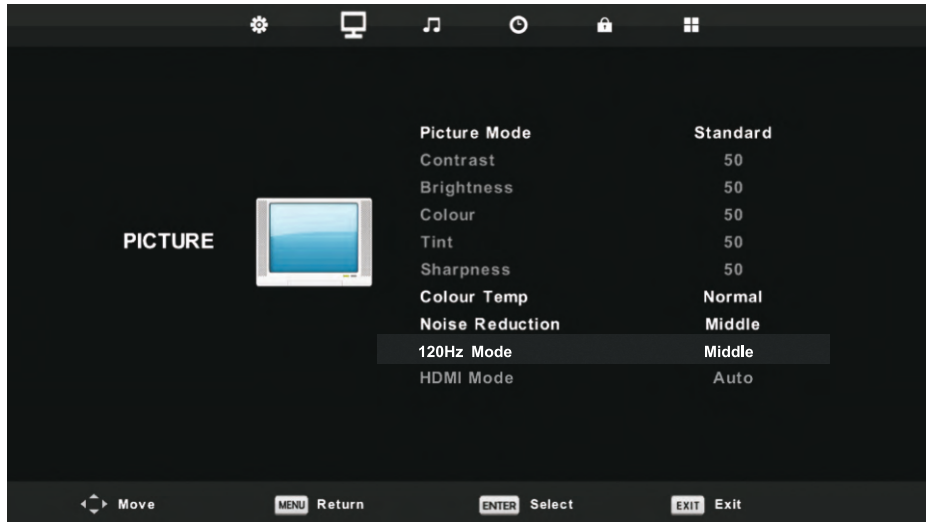 PICTURE
Picture Mode Standard
Contrast 50
Brightness 50
Colour 50
Tint 50
Sharpness 50
Colour Temp Normal
Noise Reduction Middle
120Hz Mode Middle
HDMI Mode Auto
Move MENU Return ENTER Select EXIT Exit